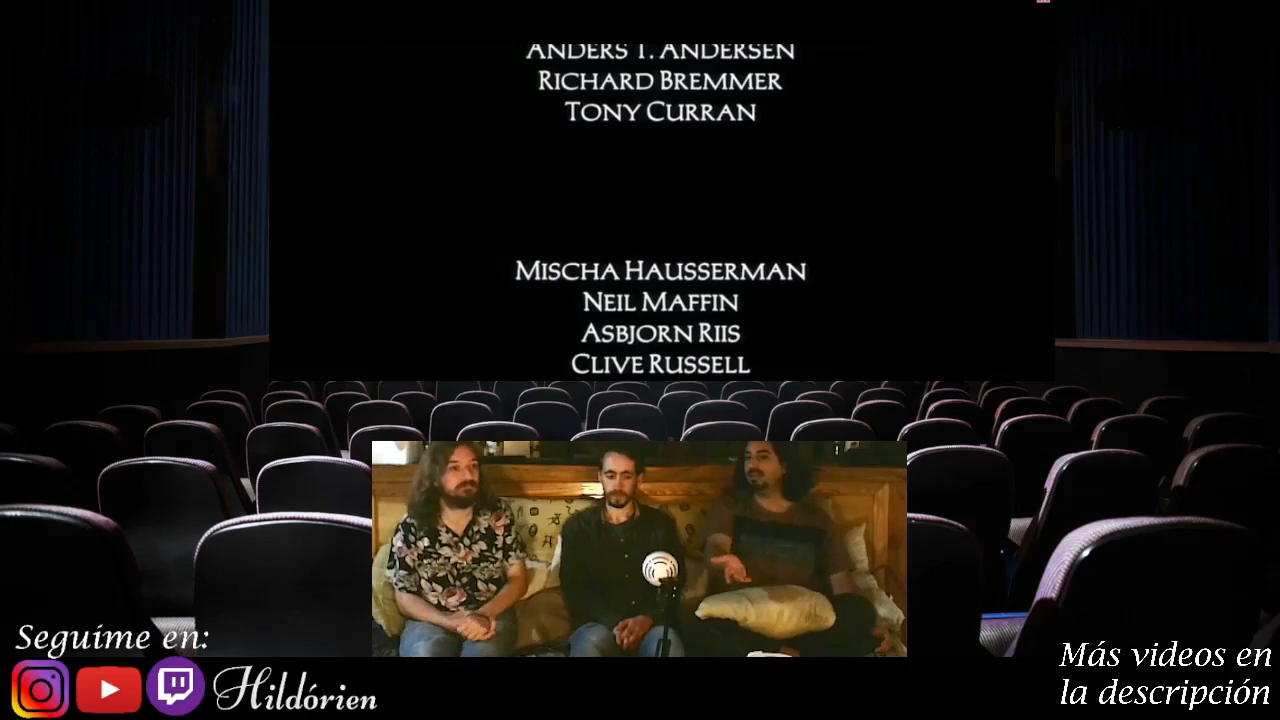 ANDERS T. ANDERSEN
RICHARD BREMMER
TONY CURRAN
MISCHA HAUSSERMAN
NEIL MAFFIN
ASBJORN RIIS
CLIVE RUSSELL
Seguíme en:
Hildórien
Más videos en
la descripción